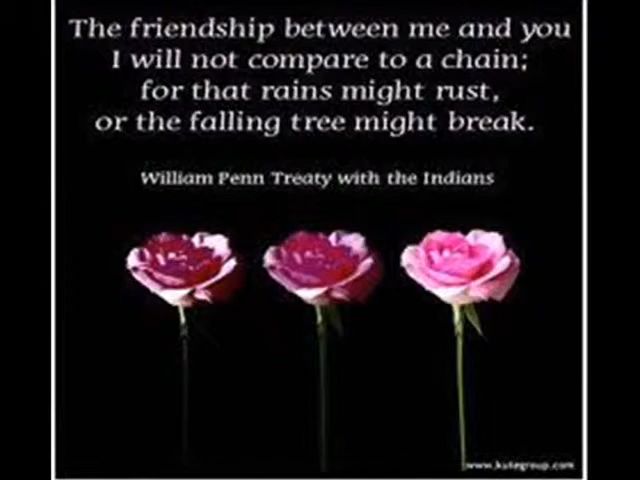 The friendship between me and you
I will not compare to a chain;
for that rains might rust,
or the falling tree might break.
William Penn Treaty with the Indians
www.kutegroup.com